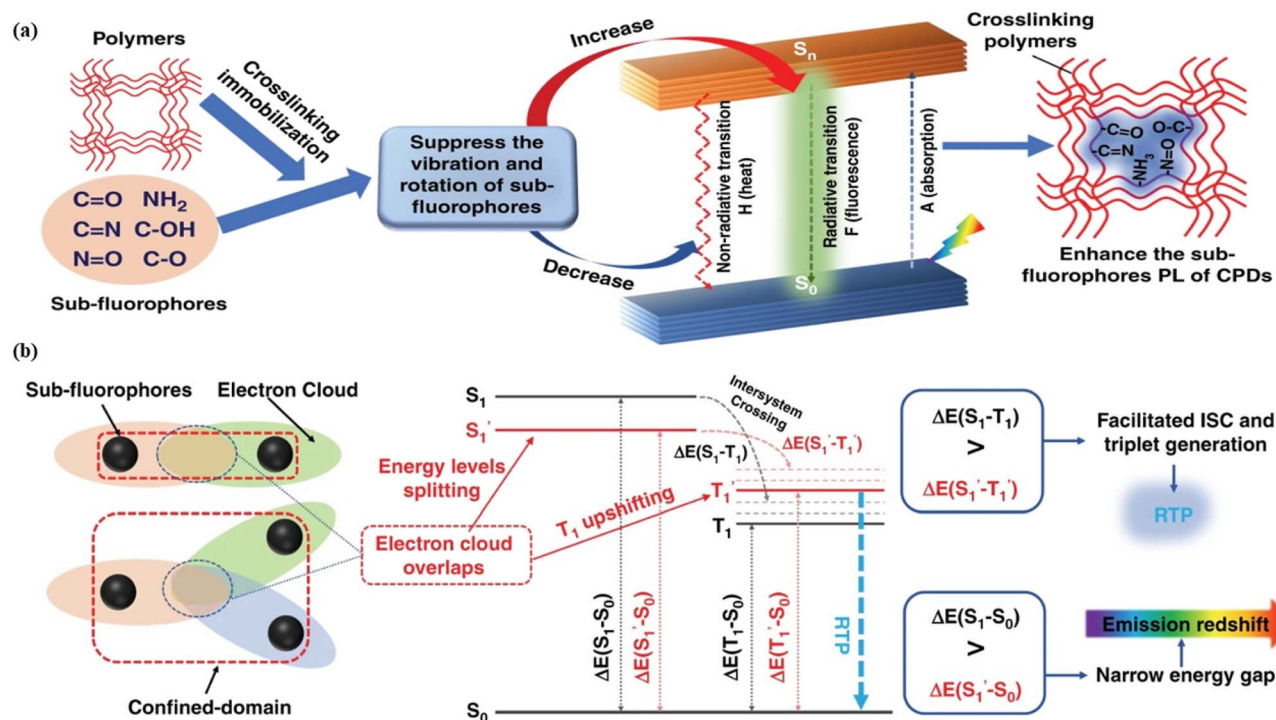 (a)
Polymers
Crosslinking
immobilization
C=O NH₂
C=N C-OH
N=O C-O
Sub-fluorophores
Suppress the
vibration and
rotation of sub-
fluorophores
Increase
Decrease
Sₙ
Non-radiative transition
H (heat)
Radiative transition
F (fluorescence)
A (absorption)
S₀
Crosslinking
polymers
-C=O O-C-
-C=N
-NH₃
-N=O
Enhance the sub-
fluorophores PL of CPDs
(b)
Sub-fluorophores
Electron Cloud
Confined-domain
S₁
S₁'
Energy levels
splitting
Electron cloud
overlaps
T₁ upshifting
Intersystem
Crossing
ΔE(S₁-T₁)
ΔE(S₁'-T₁')
T₁'
T₁
ΔE(S₁-S₀)
ΔE(S₁'-S₀)
ΔE(T₁-S₀)
ΔE(T₁'-S₀)
RTP
S₀
ΔE(S₁-T₁)
>
ΔE(S₁'-T₁')
Facilitated ISC and
triplet generation
RTP
ΔE(S₁-S₀)
>
ΔE(S₁'-S₀)
Emission redshift
Narrow energy gap